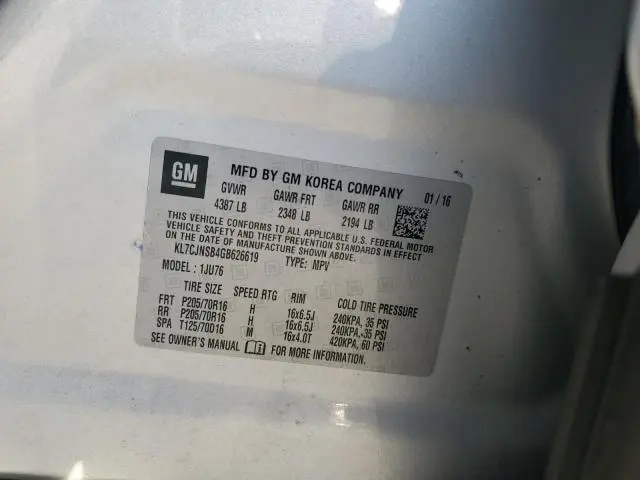 GM MFD BY GM KOREA COMPANY 01/16
GVWR GAWR FRT GAWR RR
4387 LB 2348 LB 2194 LB
THIS VEHICLE CONFORMS TO ALL APPLICABLE U.S. FEDERAL MOTOR
VEHICLE SAFETY AND THEFT PREVENTION STANDARDS IN EFFECT ON THE
DATE OF MANUFACTURE SHOWN ABOVE.
KL7CJNSB4GB626619 TYPE: MPV
MODEL: 1JU76
TIRE SIZE SPEED RTG RIM COLD TIRE PRESSURE
FRT P205/70R16 H 16x6.5J 240KPA, 35 PSI
RR P205/70R16 H 16x6.5J 240KPA, 35 PSI
SPA T125/70D16 M 16x4.0T 420KPA, 60 PSI
SEE OWNER'S MANUAL FOR MORE INFORMATION.